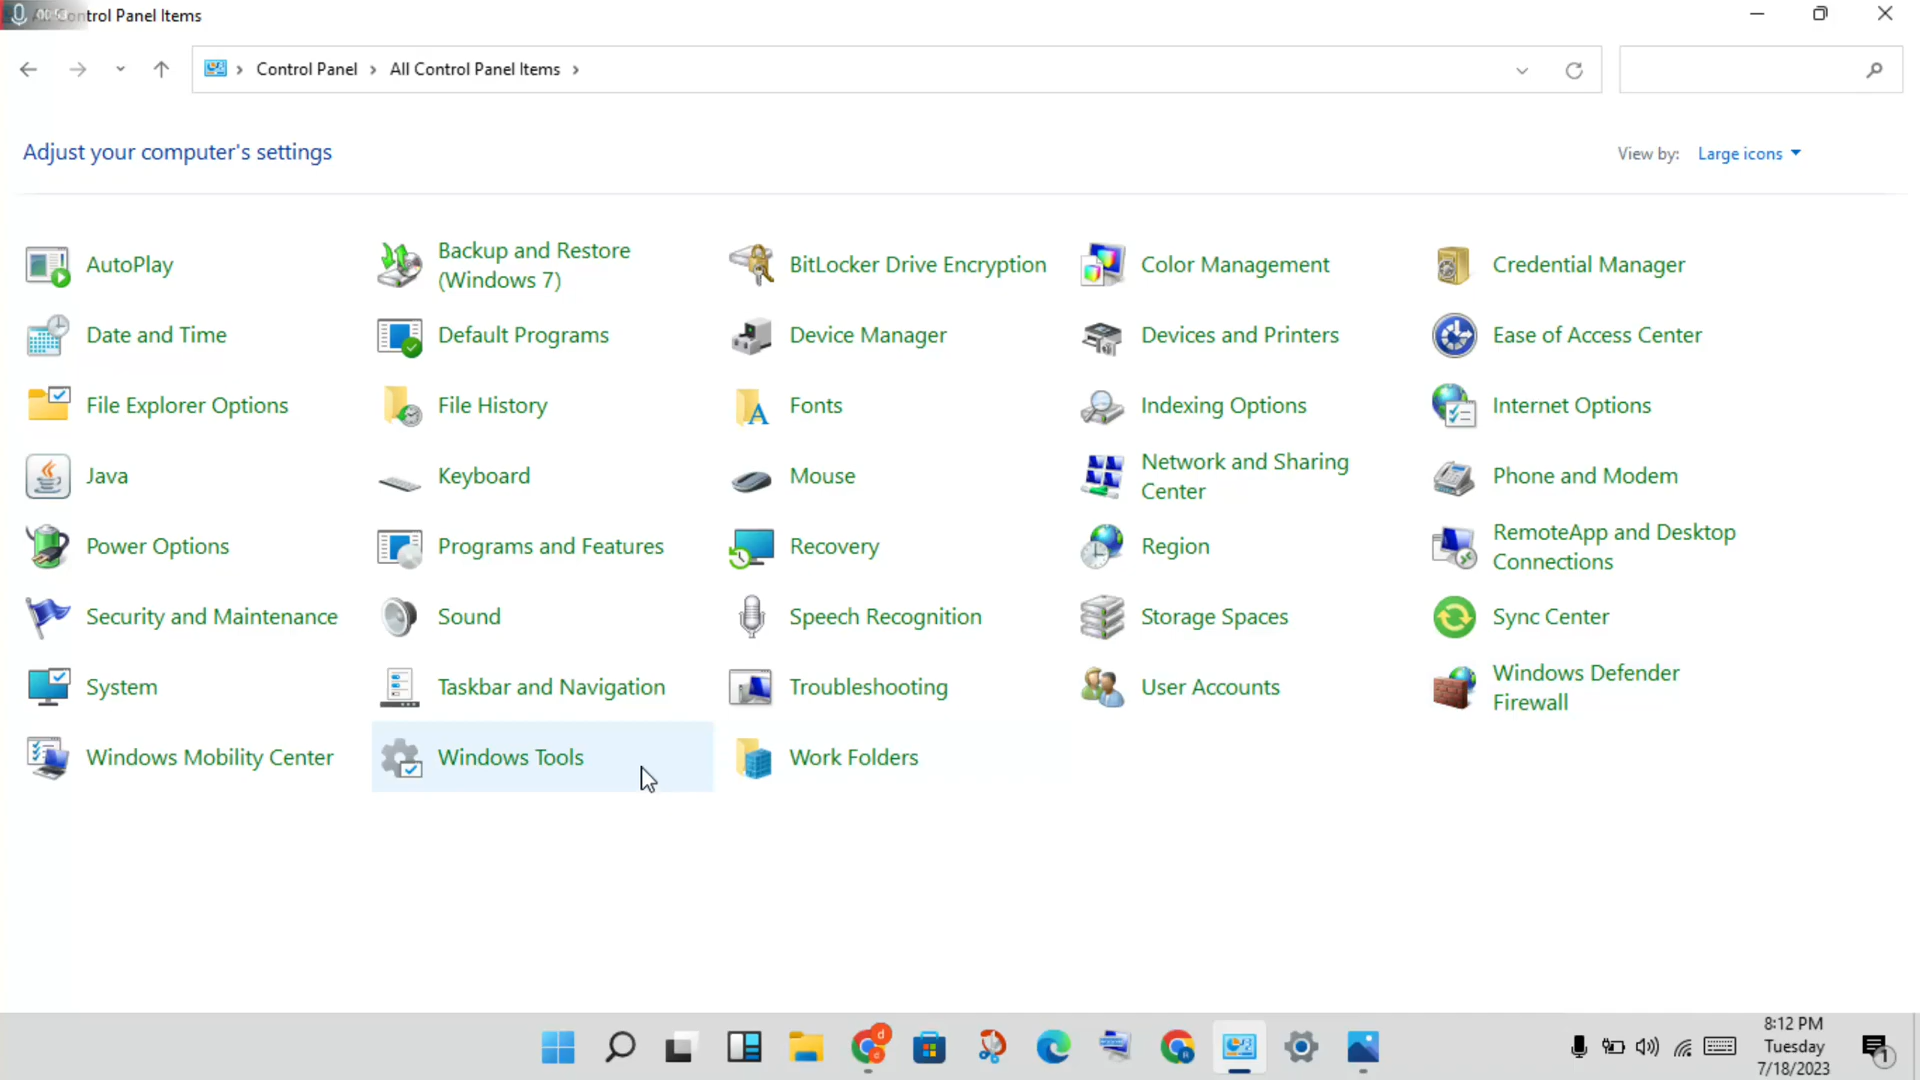 All Control Panel Items
Control Panel
All Control Panel Items
Adjust your computer's settings
View by:
Large icons
AutoPlay
Backup and Restore
(Windows 7)
BitLocker Drive Encryption
Color Management
Credential Manager
Date and Time
Default Programs
Device Manager
Devices and Printers
Ease of Access Center
File Explorer Options
File History
Fonts
Indexing Options
Internet Options
Java
Keyboard
Mouse
Network and Sharing
Center
Phone and Modem
Power Options
Programs and Features
Recovery
Region
RemoteApp and Desktop
Connections
Security and Maintenance
Sound
Speech Recognition
Storage Spaces
Sync Center
System
Taskbar and Navigation
Troubleshooting
User Accounts
Windows Defender
Firewall
Windows Mobility Center
Windows Tools
Work Folders
8:12 PM
Tuesday
7/18/2023
1